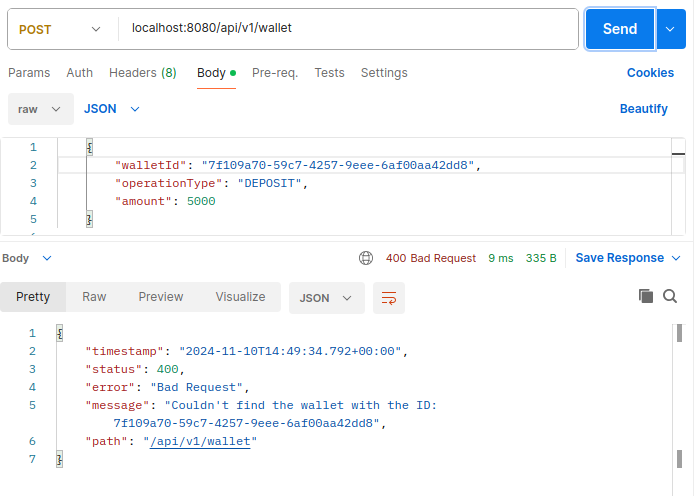 POST localhost:8080/api/v1/wallet Send
Params Auth Headers (8) Body Pre-req. Tests Settings Cookies
raw JSON Beautify
1 {
2 "walletId": "7f109a70-59c7-4257-9eee-6af00aa42dd8",
3 "operationType": "DEPOSIT",
4 "amount": 5000
5 }
Body 400 Bad Request 9 ms 335 B Save Response
Pretty Raw Preview Visualize JSON
1 {
2 "timestamp": "2024-11-10T14:49:34.792+00:00",
3 "status": 400,
4 "error": "Bad Request",
5 "message": "Couldn't find the wallet with the ID:
7f109a70-59c7-4257-9eee-6af00aa42dd8",
6 "path": "/api/v1/wallet"
7 }